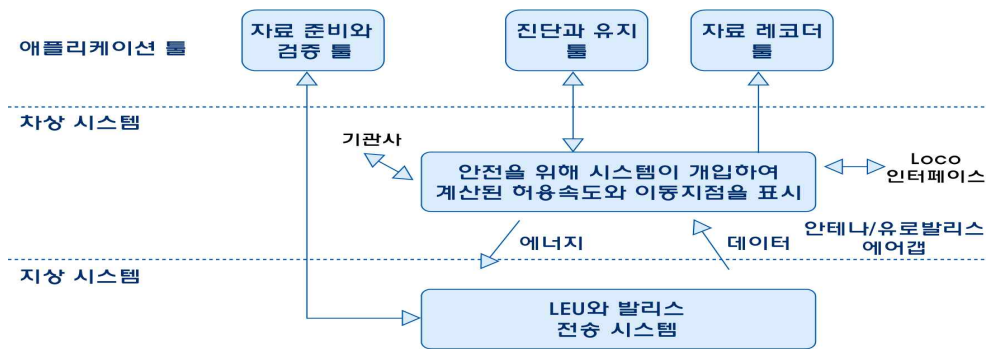 애플리케이션 툴
자료 준비와
검증 툴
진단과 유지
툴
자료 레코더
툴
차상 시스템
기관사
안전을 위해 시스템이 개입하여
계산된 허용속도와 이동지점을 표시
Loco
인터페이스
에너지
데이터
안테나/유로발리스
에어갭
지상 시스템
LEU와 발리스
전송 시스템